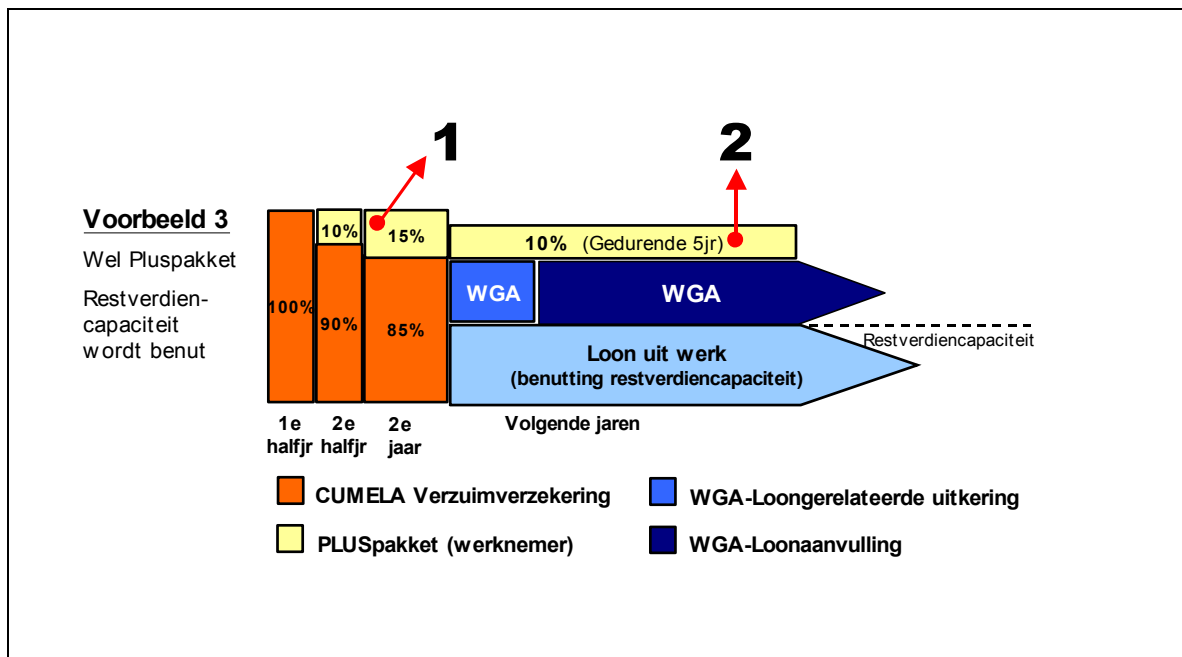 1
2
Voorbeeld 3
Wel Pluspakket
Restverdien-
capaciteit
wordt benut
10%
15%
10% (Gedurende 5jr)
100%
90%
85%
WGA
WGA
Loon uit werk
(benutting restverdiencapaciteit)
Restverdiencapaciteit
1e
halfjr
2e
halfjr
2e
jaar
Volgende jaren
CUMELA Verzuimverzekering
WGA-Loongerelateerde uitkering
PLUSpakket (werknemer)
WGA-Loonaanvulling